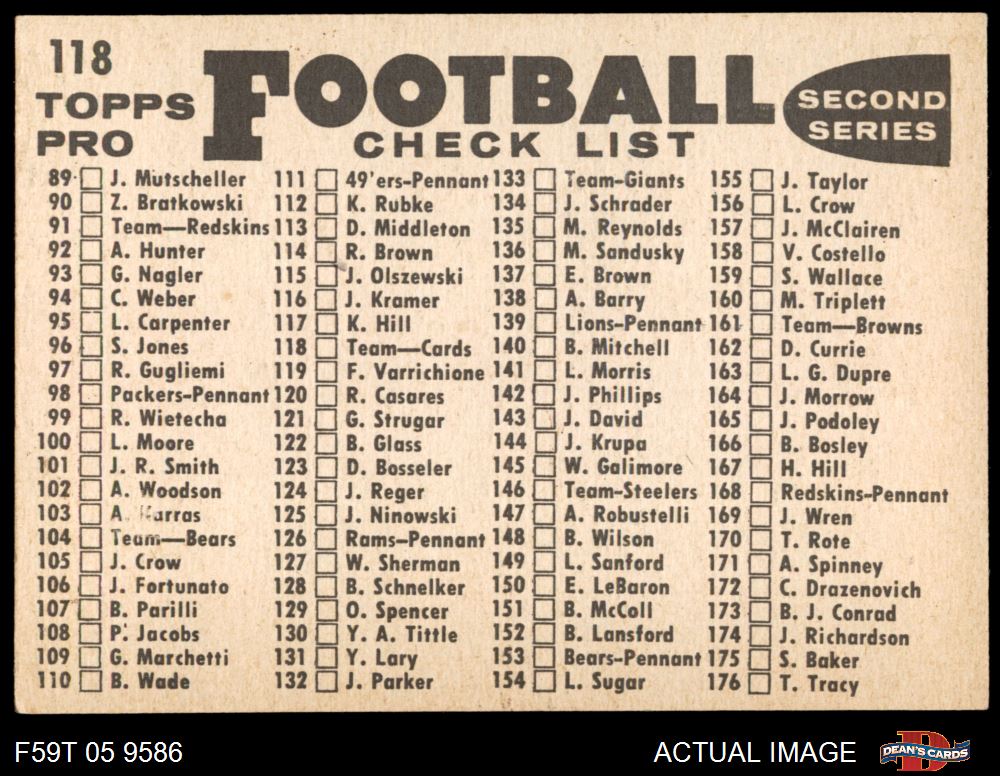 118
TOPPS
PRO
FOOTBALL
CHECK LIST
SECOND
SERIES
89 J. Mutscheller
90 Z. Bratkowski
91 Team—Redskins
92 A. Hunter
93 G. Nagler
94 C. Weber
95 L. Carpenter
96 S. Jones
97 R. Gugliemi
98 Packers-Pennant
99 R. Wietecha
100 L. Moore
101 J. R. Smith
102 A. Woodson
103 A. Karras
104 Team—Bears
105 J. Crow
106 J. Fortunato
107 B. Parilli
108 P. Jacobs
109 G. Marchetti
110 B. Wade
111 49'ers-Pennant
112 K. Rubke
113 D. Middleton
114 R. Brown
115 J. Olszewski
116 J. Kramer
117 K. Hill
118 Team—Cards
119 F. Varrichione
120 R. Casares
121 G. Strugar
122 B. Glass
123 D. Bosseler
124 J. Reger
125 J. Ninowski
126 Rams-Pennant
127 W. Sherman
128 B. Schnelker
129 O. Spencer
130 Y. A. Tittle
131 Y. Lary
132 J. Parker
133 Team-Giants
134 J. Schrader
135 M. Reynolds
136 M. Sandusky
137 E. Brown
138 A. Barry
139 Lions-Pennant
140 B. Mitchell
141 L. Morris
142 J. Phillips
143 J. David
144 J. Krupa
145 W. Galimore
146 Team-Steelers
147 A. Robustelli
148 B. Wilson
149 L. Sanford
150 E. LeBaron
151 B. McColl
152 B. Lansford
153 Bears-Pennant
154 L. Sugar
155 J. Taylor
156 L. Crow
157 J. McClairen
158 V. Costello
159 S. Wallace
160 M. Triplett
161 Team—Browns
162 D. Currie
163 L. G. Dupre
164 J. Morrow
165 J. Podoley
166 B. Bosley
167 H. Hill
168 Redskins-Pennant
169 J. Wren
170 T. Rote
171 A. Spinney
172 C. Drazenovich
173 B. J. Conrad
174 J. Richardson
175 S. Baker
176 T. Tracy
F59T 05 9586
ACTUAL IMAGE
D
DEAN'S CARDS